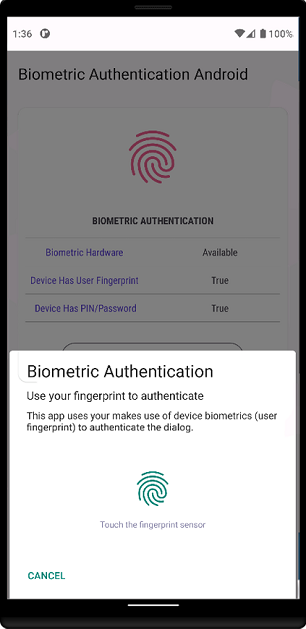 1:36
100%
Biometric Authentication Android
BIOMETRIC AUTHENTICATION
Biometric Hardware Available
Device Has User Fingerprint True
Device Has PIN/Password True
Biometric Authentication
Use your fingerprint to authenticate
This app uses your makes use of device biometrics (user
fingerprint) to authenticate the dialog.
Touch the fingerprint sensor
CANCEL